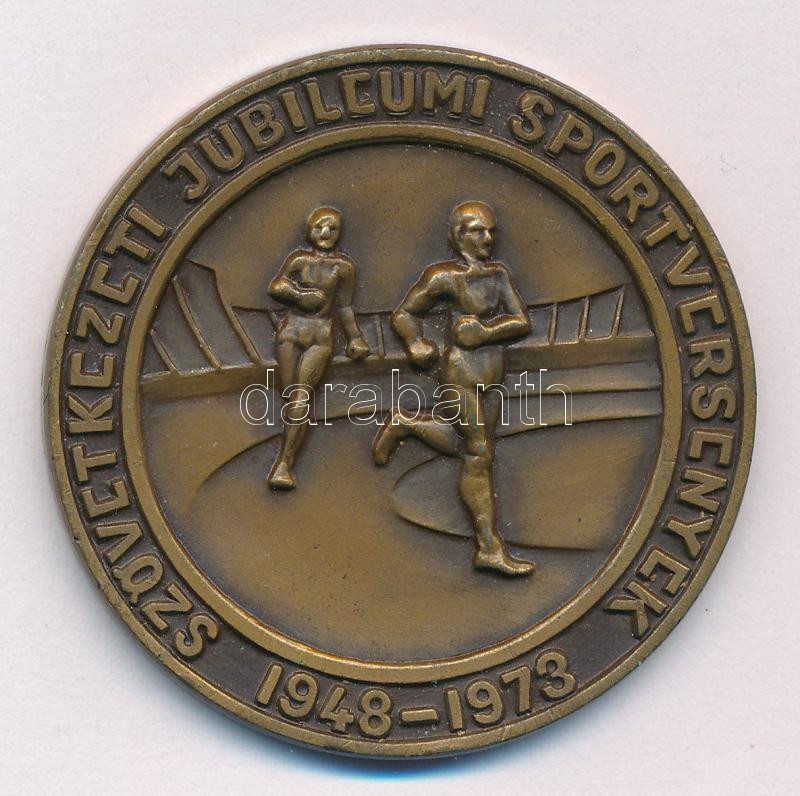 SZÖVETKEZETI JUBILEUMI SPORTVERSENYEK
1948-1973
darabanth